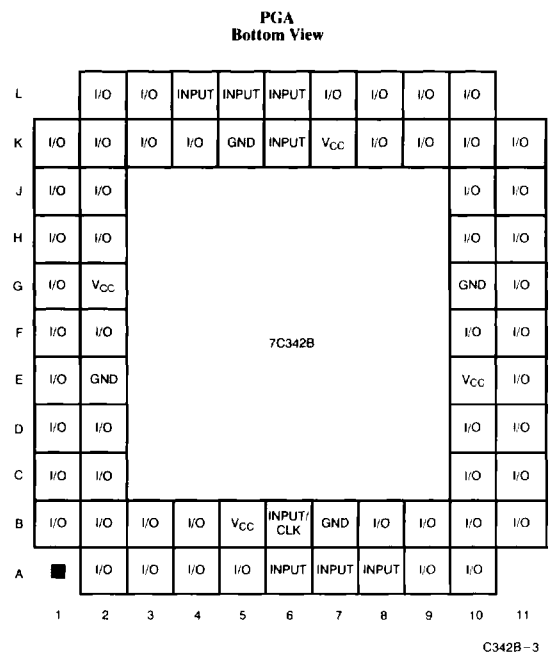 PGA
Bottom View
L I/O I/O INPUT INPUT INPUT I/O I/O I/O I/O
K I/O I/O I/O I/O GND INPUT VCC I/O I/O I/O I/O
J I/O I/O I/O I/O
H I/O I/O I/O I/O
G I/O VCC GND I/O
F I/O I/O 7C342B I/O I/O
E I/O GND VCC I/O
D I/O I/O I/O I/O
C I/O I/O I/O I/O
B I/O I/O I/O I/O VCC INPUT/ CLK GND I/O I/O I/O I/O
A I/O I/O I/O I/O INPUT INPUT INPUT I/O I/O
1 2 3 4 5 6 7 8 9 10 11
C342B-3